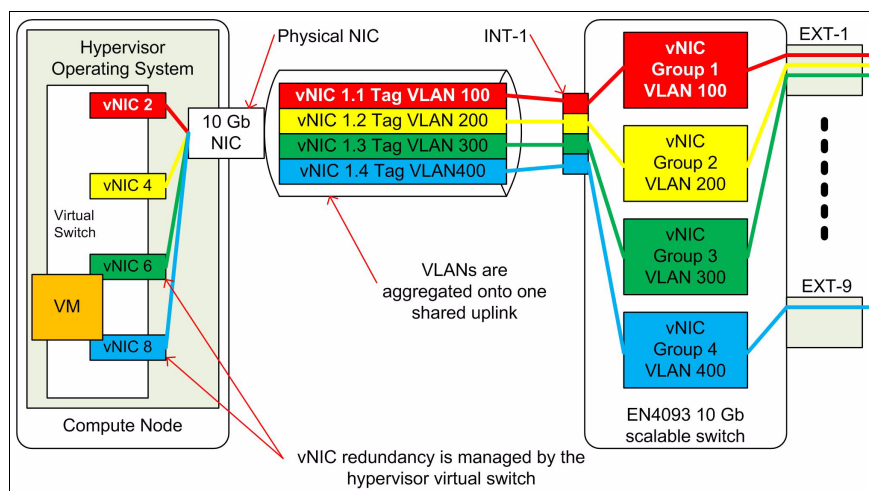 Hypervisor
Operating System
vNIC 2
vNIC 4
Virtual
Switch
vNIC 6
VM
vNIC 8
Compute Node
Physical NIC
10 Gb
NIC
vNIC 1.1 Tag VLAN 100
vNIC 1.2 Tag VLAN 200
vNIC 1.3 Tag VLAN 300
vNIC 1.4 Tag VLAN400
VLANs are
aggregated onto one
shared uplink
vNIC redundancy is managed by the
hypervisor virtual switch
INT-1
vNIC
Group 1
VLAN 100
vNIC
Group 2
VLAN 200
vNIC
Group 3
VLAN 300
vNIC
Group 4
VLAN 400
EN4093 10 Gb
scalable switch
EXT-1
EXT-9